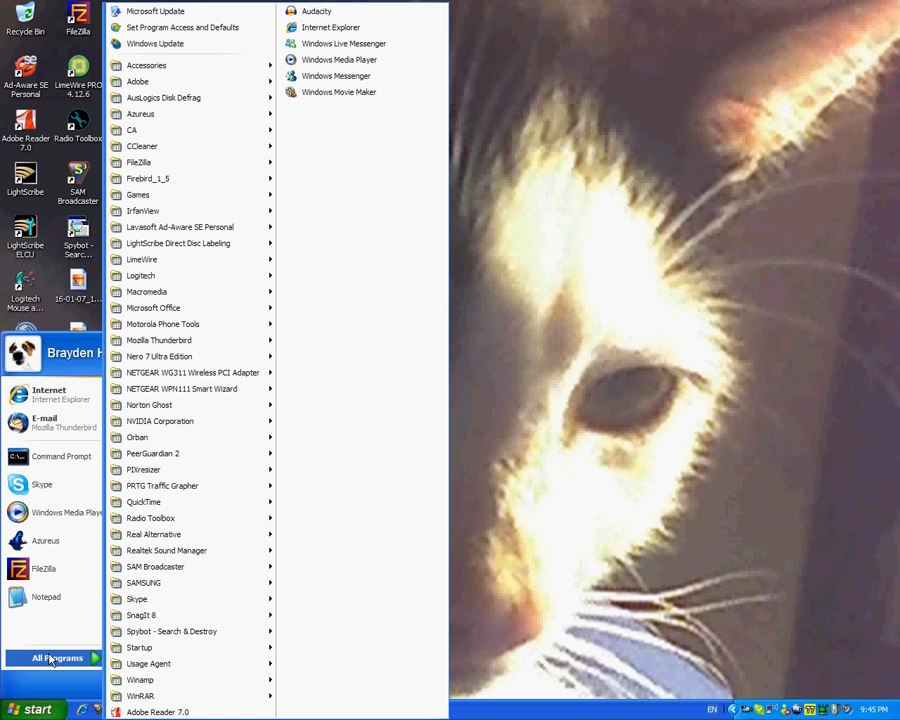 Recycle Bin
FileZilla
Ad-Aware SE
Personal
LimeWire PRO
4.12.6
Adobe Reader
7.0
Radio Toolbox
LightScribe
SAM
Broadcaster
LightScribe
ELCU
Spybot -
Searc...
Logitech
Mouse a...
16-01-07_1...
Brayden H
Internet
Internet Explorer
E-mail
Mozilla Thunderbird
Command Prompt
Skype
Windows Media Playe
Azureus
FileZilla
Notepad
All Programs
start
Microsoft Update
Set Program Access and Defaults
Windows Update
Accessories
Adobe
AusLogics Disk Defrag
Azureus
CA
CCleaner
FileZilla
Firebird_1_5
Games
IrfanView
Lavasoft Ad-Aware SE Personal
LightScribe Direct Disc Labeling
LimeWire
Logitech
Macromedia
Microsoft Office
Motorola Phone Tools
Mozilla Thunderbird
Nero 7 Ultra Edition
NETGEAR WG311 Wireless PCI Adapter
NETGEAR WPN111 Smart Wizard
Norton Ghost
NVIDIA Corporation
Orban
PeerGuardian 2
PIXresizer
PRTG Traffic Grapher
QuickTime
Radio Toolbox
Real Alternative
Realtek Sound Manager
SAM Broadcaster
SAMSUNG
Skype
SnagIt 8
Spybot - Search & Destroy
Startup
Usage Agent
Winamp
WinRAR
Adobe Reader 7.0
Audacity
Internet Explorer
Windows Live Messenger
Windows Media Player
Windows Messenger
Windows Movie Maker
EN
9:45 PM